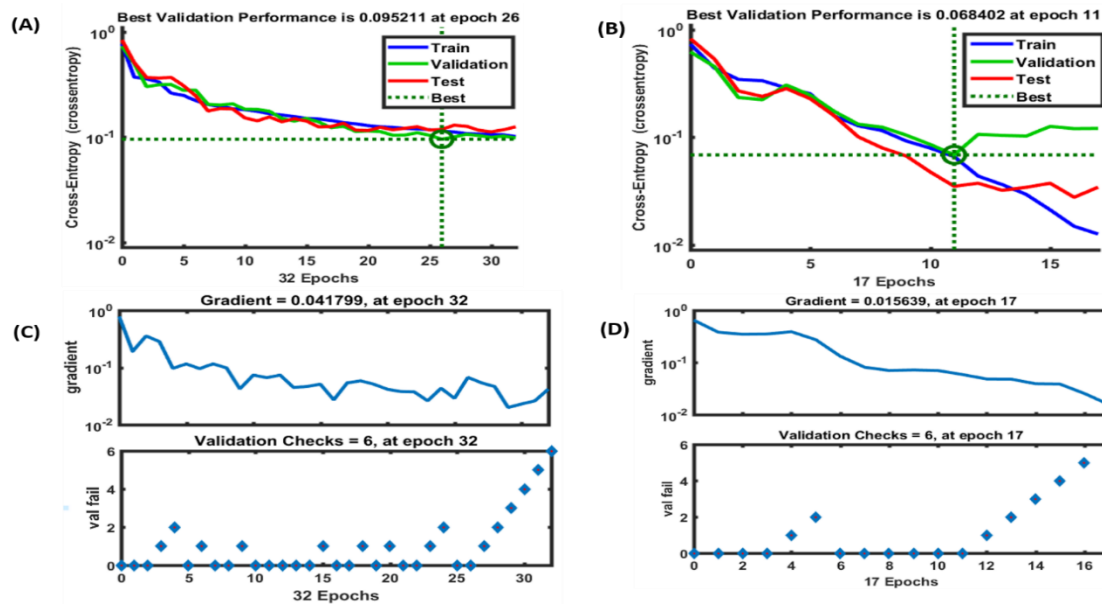 (A)
Best Validation Performance is 0.095211 at epoch 26
Cross-Entropy (crossentropy)
10^0
10^-1
10^-2
Train
Validation
Test
Best
0 5 10 15 20 25 30
32 Epochs
(B)
Best Validation Performance is 0.068402 at epoch 11
Cross-Entropy (crossentropy)
10^0
10^-1
10^-2
Train
Validation
Test
Best
0 5 10 15
17 Epochs
(C)
Gradient = 0.041799, at epoch 32
gradient
10^0
10^-1
10^-2
Validation Checks = 6, at epoch 32
val fail
6
4
2
0
0 5 10 15 20 25 30
32 Epochs
(D)
Gradient = 0.015639, at epoch 17
gradient
10^0
10^-1
10^-2
Validation Checks = 6, at epoch 17
val fail
6
4
2
0
0 2 4 6 8 10 12 14 16
17 Epochs